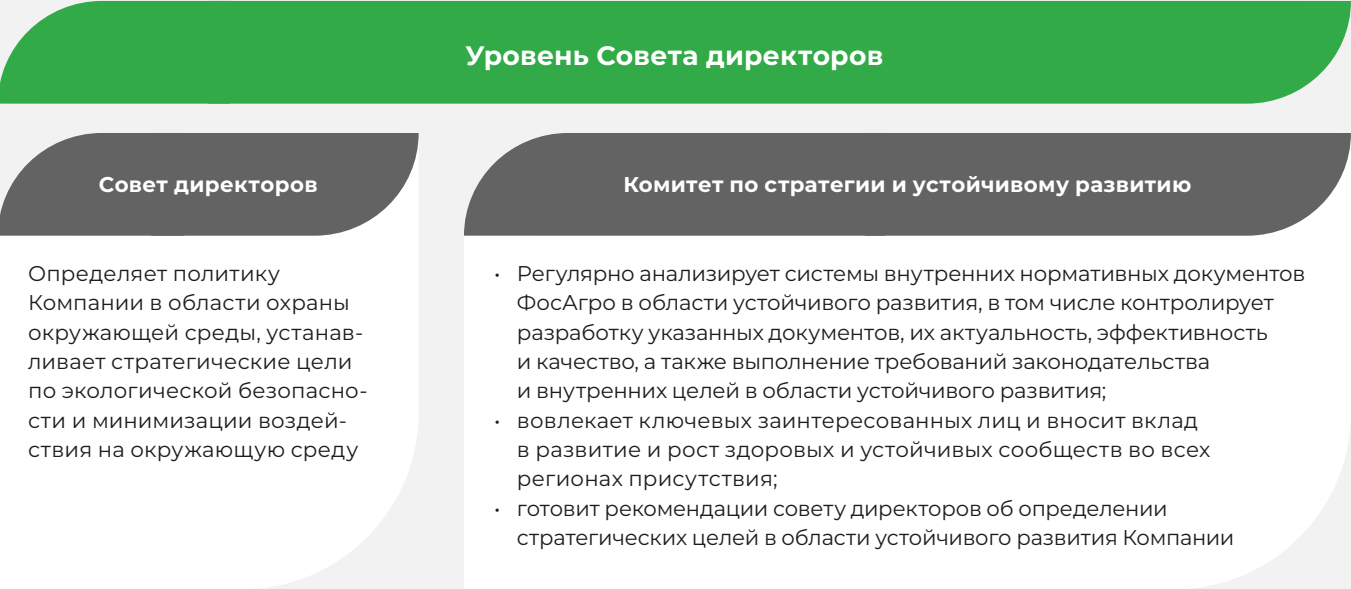 Уровень Совета директоров
Совет директоров
Определяет политику
Компании в области охраны
окружающей среды, устанав-
ливает стратегические цели
по экологической безопасно-
сти и минимизации воздей-
ствия на окружающую среду
Комитет по стратегии и устойчивому развитию
• Регулярно анализирует системы внутренних нормативных документов
ФосАгро в области устойчивого развития, в том числе контролирует
разработку указанных документов, их актуальность, эффективность
и качество, а также выполнение требований законодательства
и внутренних целей в области устойчивого развития;
• вовлекает ключевых заинтересованных лиц и вносит вклад
в развитие и рост здоровых и устойчивых сообществ во всех
регионах присутствия;
• готовит рекомендации совету директоров об определении
стратегических целей в области устойчивого развития Компании